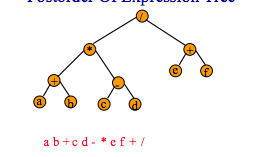 Postorder Of Expression Tree
/
* +
+ - e f
a b c d
a b + c d - * e f + /